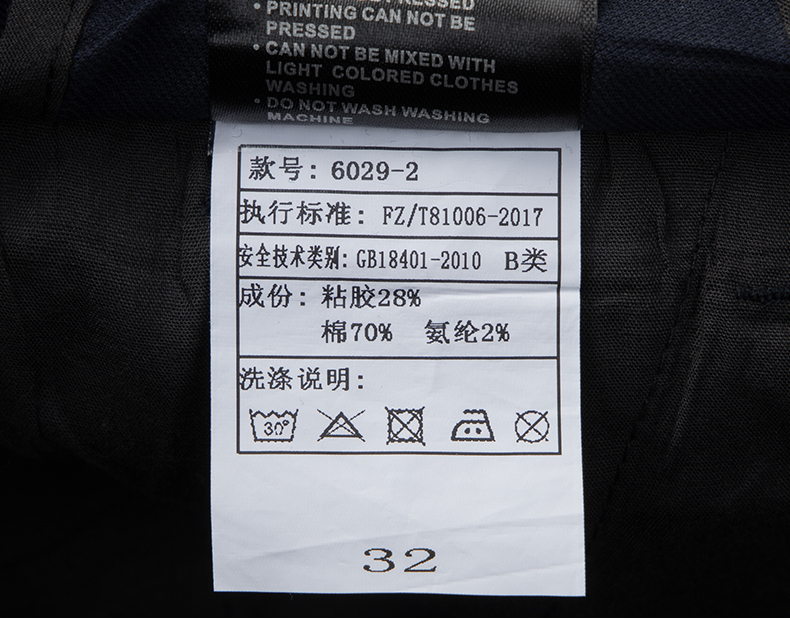 PRESSED
• PRINTING CAN NOT BE
PRESSED
• CAN NOT BE MIXED WITH
LIGHT COLORED CLOTHES
WASHING
• DO NOT WASH WASHING
MACHINE
款号: 6029-2
执行标准: FZ/T81006-2017
安全技术类别: GB18401-2010 B类
成份: 粘胶28%
棉70% 氨纶2%
洗涤说明:
30°
32